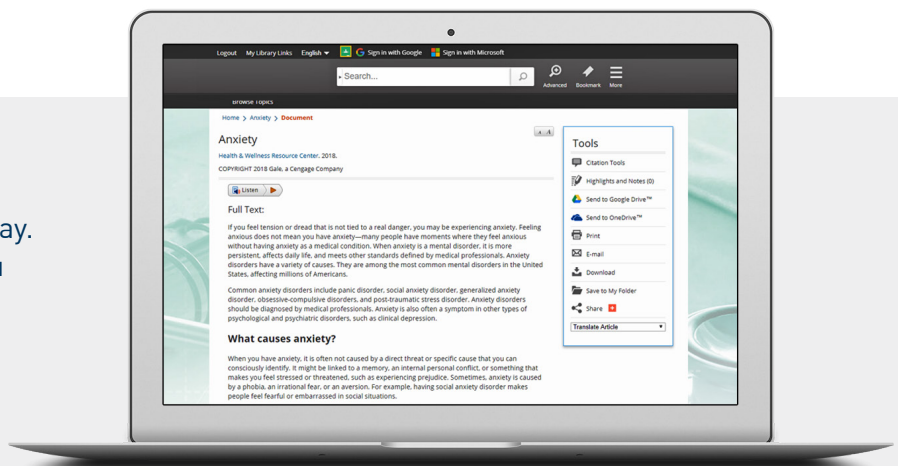 Logout My Library Links English Sign in with Google Sign in with Microsoft
Search...
Advanced Bookmark More
Browse Topics
Home > Anxiety > Document
A A
Anxiety
Health & Wellness Resource Center, 2018.
COPYRIGHT 2018 Gale, a Cengage Company
Listen
Full Text:
If you feel tension or dread that is not tied to a real danger, you may be experiencing anxiety. Feeling
anxious does not mean you have anxiety—many people have moments where they feel anxious
without having anxiety as a medical condition. When anxiety is a mental disorder, it is more
persistent, affects daily life, and meets other standards defined by medical professionals. Anxiety
disorders have a variety of causes. They are among the most common mental disorders in the United
States, affecting millions of Americans.
Common anxiety disorders include panic disorder, social anxiety disorder, generalized anxiety
disorder, obsessive-compulsive disorders, and post-traumatic stress disorder. Anxiety disorders
should be diagnosed by medical professionals. Anxiety is also often a symptom in other types of
psychological and psychiatric disorders, such as clinical depression.
What causes anxiety?
When you have anxiety, it is often not caused by a direct threat or specific cause that you can
consciously identify. It might be linked to a memory, an internal personal conflict, or something that
makes you feel stressed or threatened, such as experiencing prejudice. Sometimes, anxiety is caused
by a phobia, an irrational fear, or an aversion. For example, having social anxiety disorder makes
people feel fearful or embarrassed in social situations.
Tools
Citation Tools
Highlights and Notes (0)
Send to Google Drive™
Send to OneDrive™
Print
E-mail
Download
Save to My Folder
Share
Translate Article
ay.